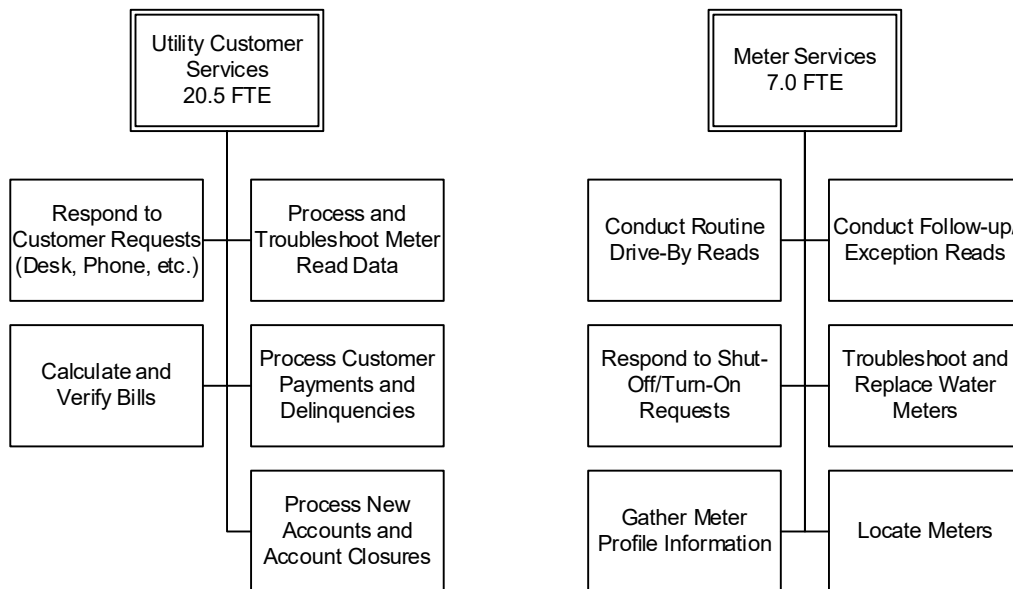 Utility Customer
Services
20.5 FTE
Meter Services
7.0 FTE
Respond to
Customer Requests
(Desk, Phone, etc.)
Process and
Troubleshoot Meter
Read Data
Conduct Routine
Drive-By Reads
Conduct Follow-up/
Exception Reads
Calculate and
Verify Bills
Process Customer
Payments and
Delinquencies
Respond to Shut-
Off/Turn-On
Requests
Troubleshoot and
Replace Water
Meters
Process New
Accounts and
Account Closures
Gather Meter
Profile Information
Locate Meters